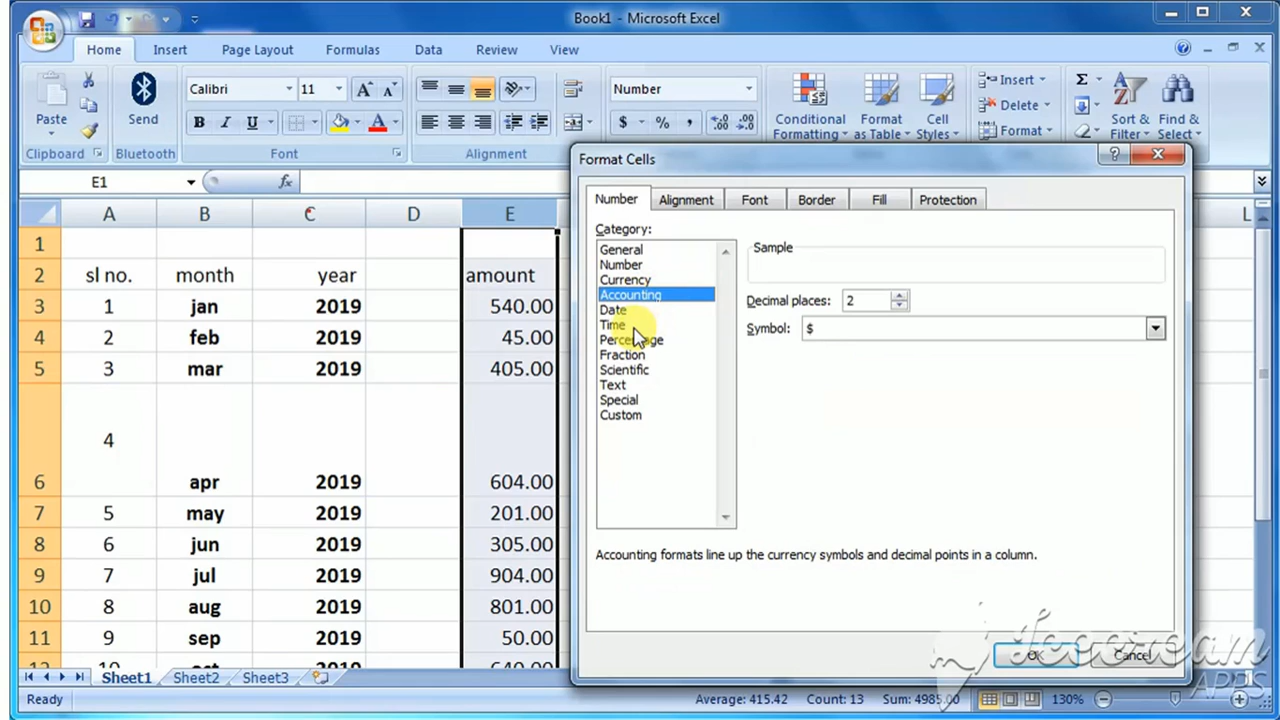 Book1 - Microsoft Excel
Home Insert Page Layout Formulas Data Review View
Paste
Send
Calibri 11
B I U A A A
Number
$ % ,
Conditional Formatting
Format as Table
Cell Styles
Insert
Delete
Format
Σ
Sort & Filter
Find & Select
Clipboard Bluetooth Font Alignment
E1 fx
A B C D E L
1
2 sl no. month year amount
3 1 jan 2019 540.00
4 2 feb 2019 45.00
5 3 mar 2019 405.00
4
6 apr 2019 604.00
7 5 may 2019 201.00
8 6 jun 2019 305.00
9 7 jul 2019 904.00
10 8 aug 2019 801.00
11 9 sep 2019 50.00
Format Cells
Number Alignment Font Border Fill Protection
Category:
General
Number
Currency
Accounting
Date
Time
Percentage
Fraction
Scientific
Text
Special
Custom
Sample
Decimal places: 2
Symbol: $
Accounting formats line up the currency symbols and decimal points in a column.
OK Cancel
APPS
Sheet1 Sheet2 Sheet3
Ready Average: 415.42 Count: 13 Sum: 4985.00 130%